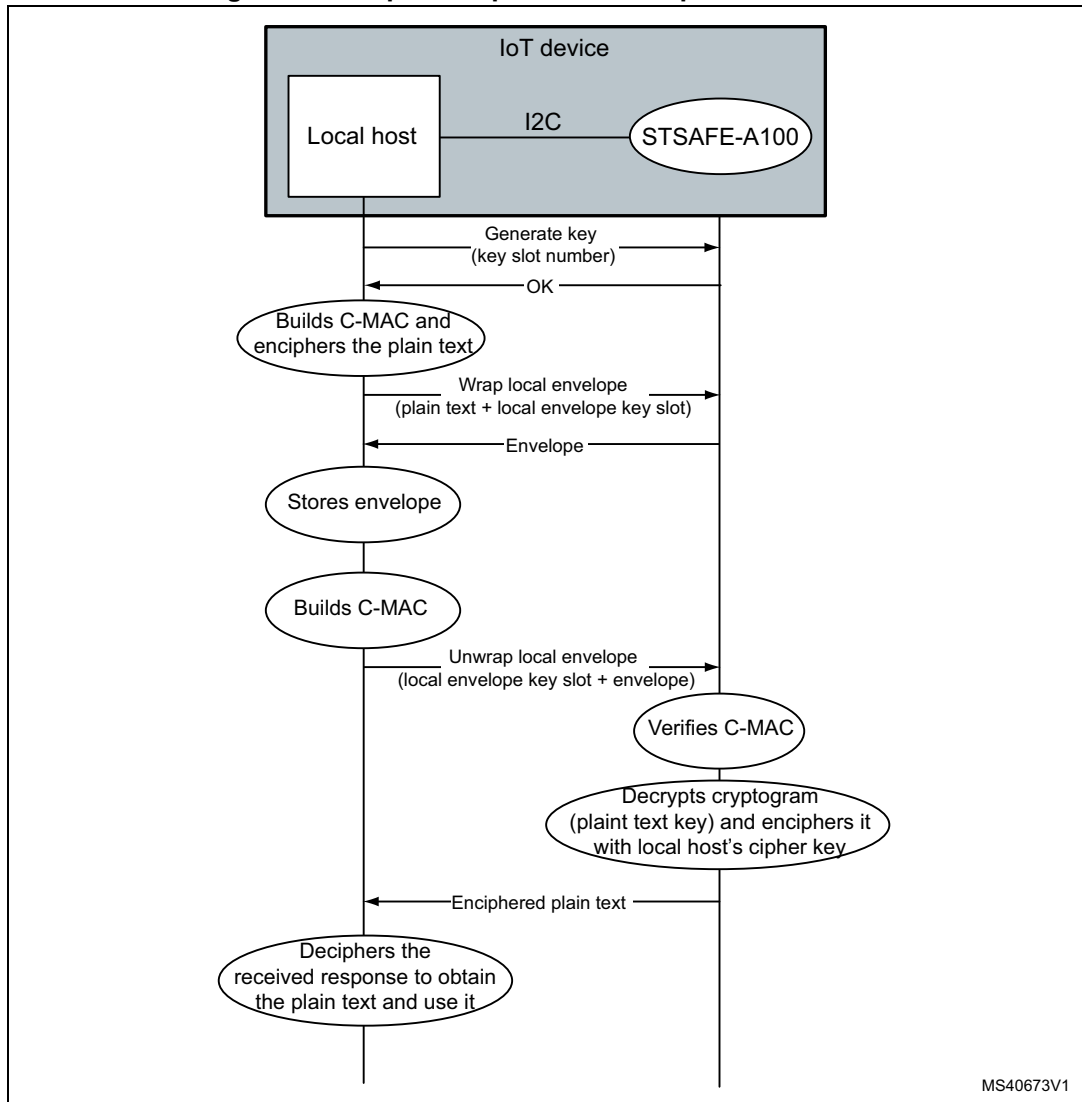 IoT device
Local host
I2C
STSAFE-A100
Generate key
(key slot number)
OK
Builds C-MAC and
enciphers the plain text
Wrap local envelope
(plain text + local envelope key slot)
Envelope
Stores envelope
Builds C-MAC
Unwrap local envelope
(local envelope key slot + envelope)
Verifies C-MAC
Decrypts cryptogram
(plaint text key) and enciphers it
with local host's cipher key
Enciphered plain text
Deciphers the
received response to obtain
the plain text and use it
MS40673V1